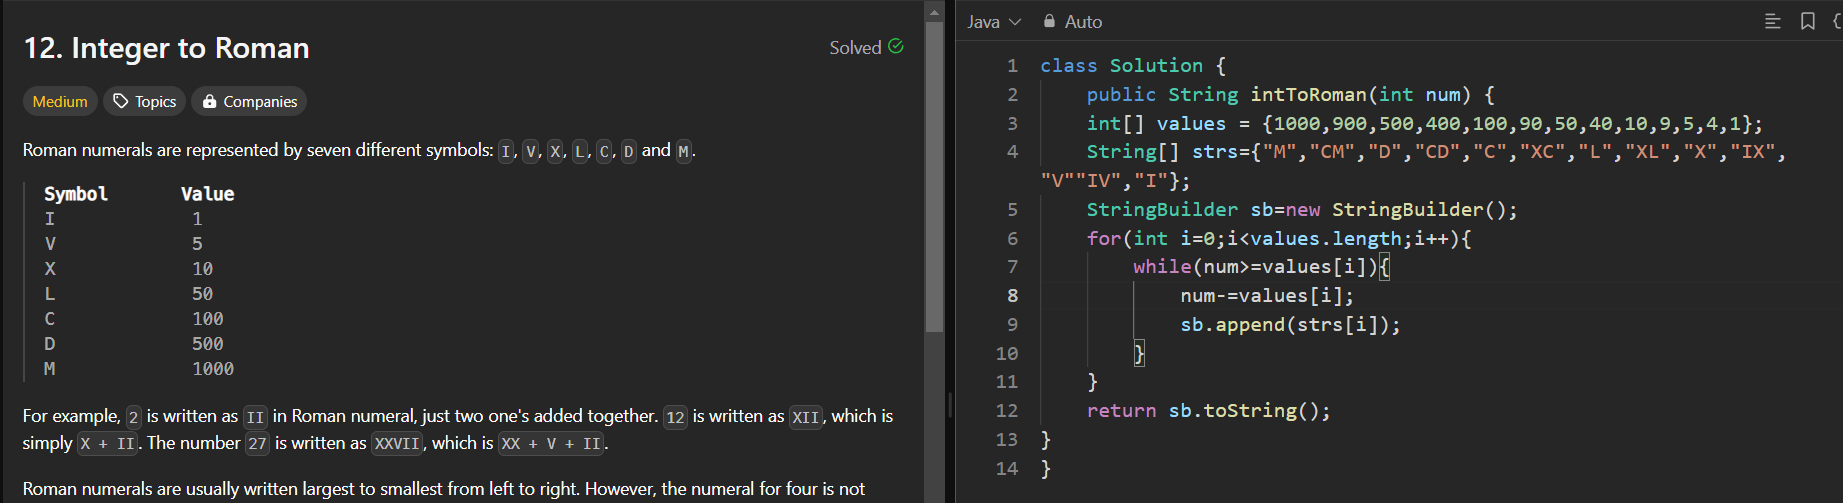 12. Integer to Roman
Solved
Medium
Topics
Companies
Roman numerals are represented by seven different symbols: I, V, X, L, C, D and M.
Symbol Value
I 1
V 5
X 10
L 50
C 100
D 500
M 1000
For example, 2 is written as II in Roman numeral, just two one's added together. 12 is written as XII, which is
simply X + II. The number 27 is written as XXVII, which is XX + V + II.
Roman numerals are usually written largest to smallest from left to right. However, the numeral for four is not
Java
Auto
1 class Solution {
2 public String intToRoman(int num) {
3 int[] values = {1000,900,500,400,100,90,50,40,10,9,5,4,1};
4 String[] strs={"M","CM","D","CD","C","XC","L","XL","X","IX",
"V""IV","I"};
5 StringBuilder sb=new StringBuilder();
6 for(int i=0;i<values.length;i++){
7 while(num>=values[i]){
8 num-=values[i];
9 sb.append(strs[i]);
10 }
11 }
12 return sb.toString();
13 }
14 }